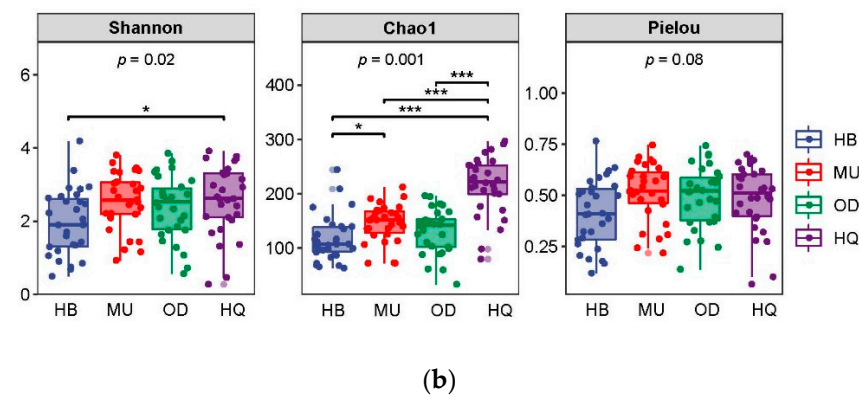 Shannon
Chao1
Pielou
p = 0.02
p = 0.001
p = 0.08
6
4
2
0
*
400
300
200
100
***
***
***
*
1.00
0.75
0.50
0.25
HB MU OD HQ
HB MU OD HQ
HB MU OD HQ
HB
MU
OD
HQ
(b)